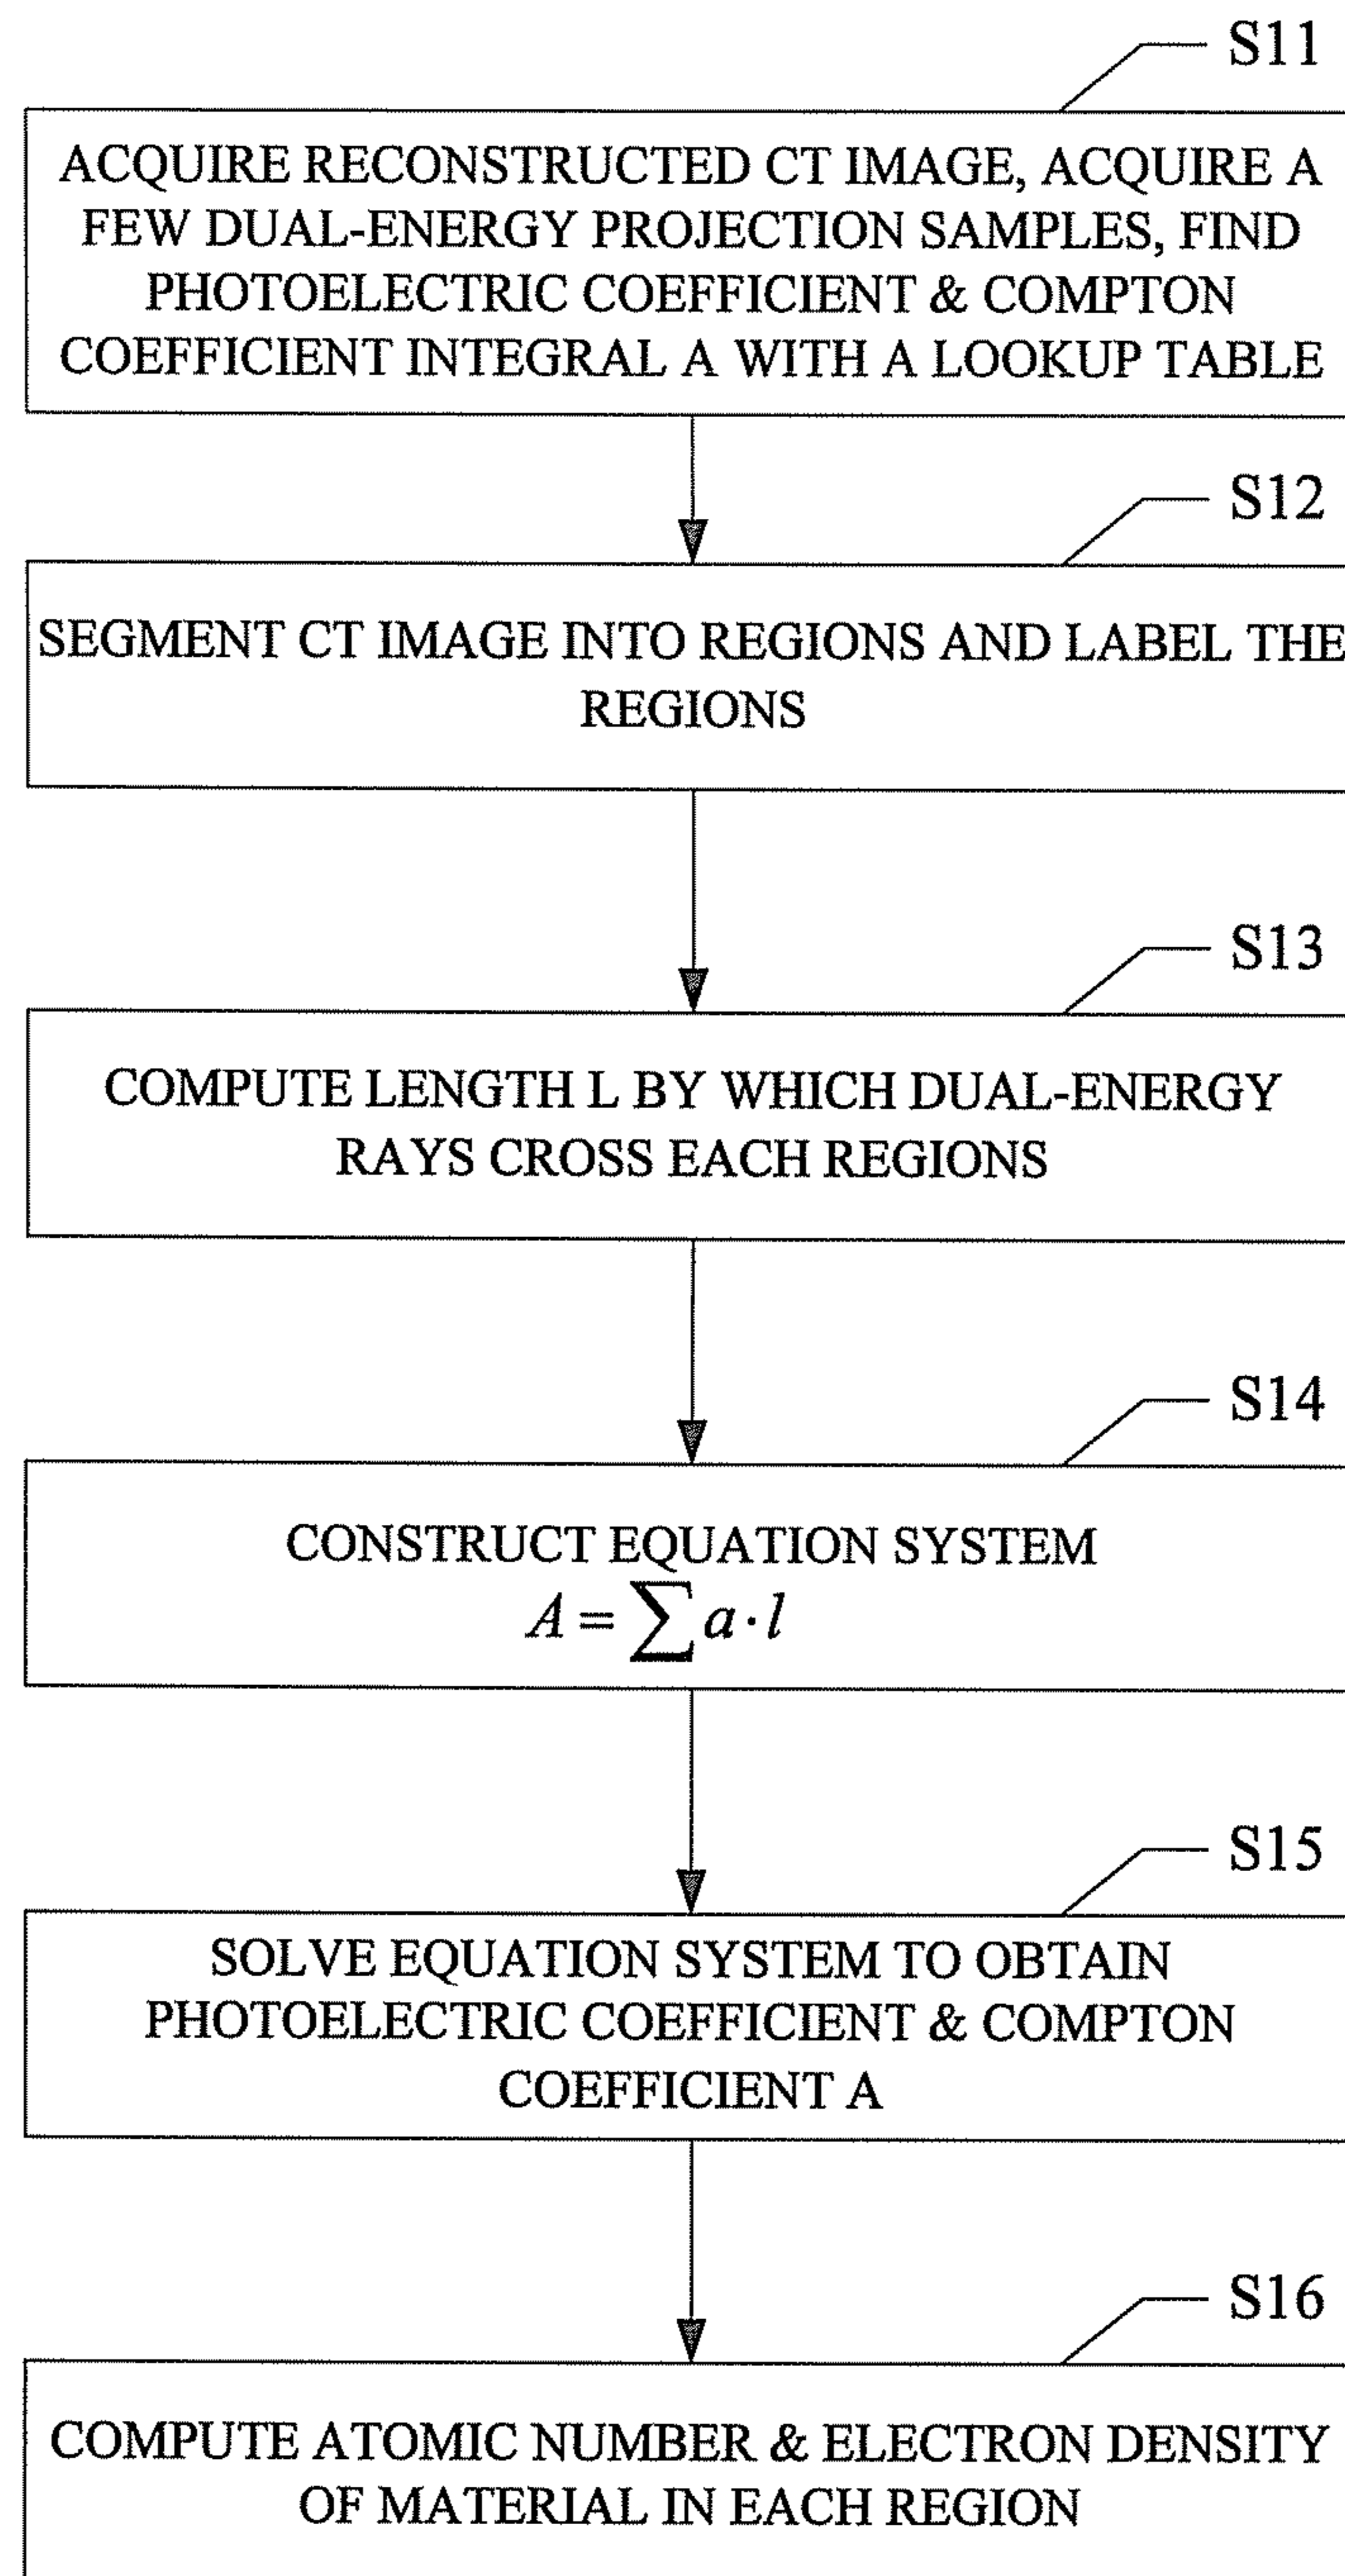 S11
ACQUIRE RECONSTRUCTED CT IMAGE, ACQUIRE A
FEW DUAL-ENERGY PROJECTION SAMPLES, FIND
PHOTOELECTRIC COEFFICIENT & COMPTON
COEFFICIENT INTEGRAL A WITH A LOOKUP TABLE
S12
SEGMENT CT IMAGE INTO REGIONS AND LABEL THE
REGIONS
S13
COMPUTE LENGTH L BY WHICH DUAL-ENERGY
RAYS CROSS EACH REGIONS
S14
CONSTRUCT EQUATION SYSTEM
A = ∑ a · l
S15
SOLVE EQUATION SYSTEM TO OBTAIN
PHOTOELECTRIC COEFFICIENT & COMPTON
COEFFICIENT A
S16
COMPUTE ATOMIC NUMBER & ELECTRON DENSITY
OF MATERIAL IN EACH REGION